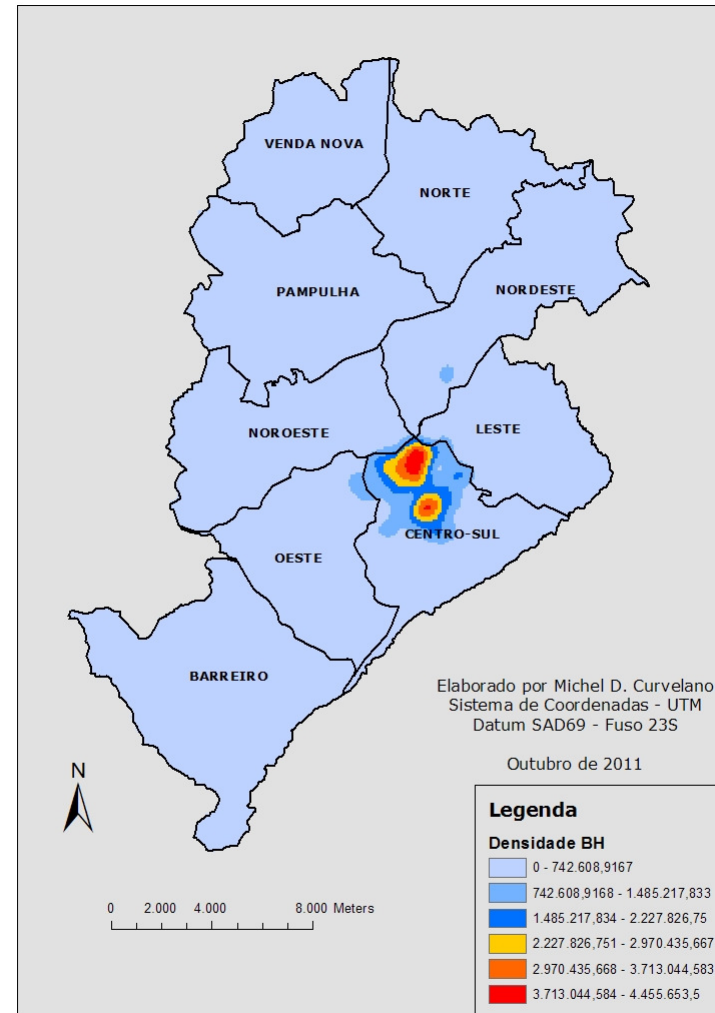 VENDA NOVA
NORTE
PAMPULHA
NORDESTE
NOROESTE
LESTE
CENTRO-SUL
OESTE
BARREIRO
Elaborado por Michel D. Curvelano
Sistema de Coordenadas - UTM
Datum SAD69 - Fuso 23S
Outubro de 2011
N
0 2.000 4.000 8.000 Meters
Legenda
Densidade BH
0 - 742.608,9167
742.608,9168 - 1.485.217,833
1.485.217,834 - 2.227.826,75
2.227.826,751 - 2.970.435,667
2.970.435,668 - 3.713.044,583
3.713.044,584 - 4.455.653,5